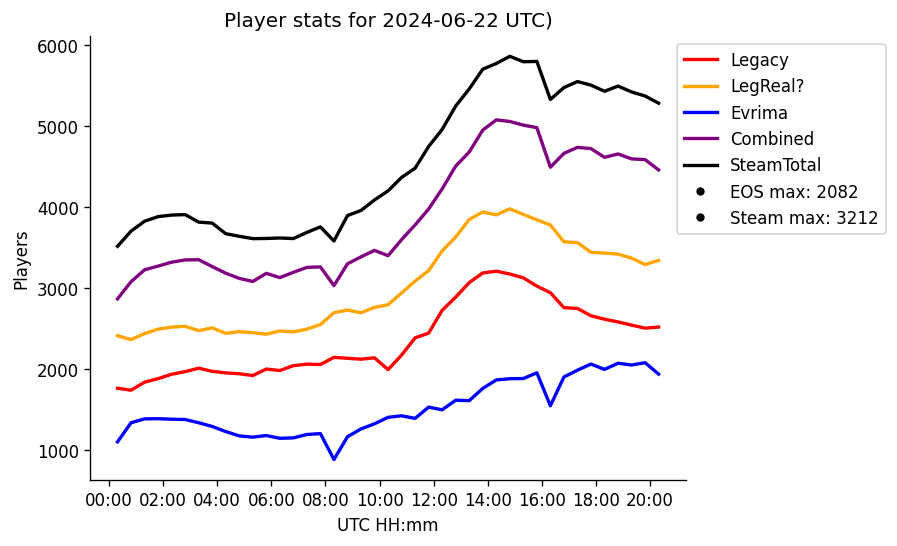 Player stats for 2024-06-22 UTC)
6000
5000
4000
3000
2000
1000
Players
00:00 02:00 04:00 06:00 08:00 10:00 12:00 14:00 16:00 18:00 20:00
UTC HH:mm
Legacy
LegReal?
Evrima
Combined
SteamTotal
EOS max: 2082
Steam max: 3212